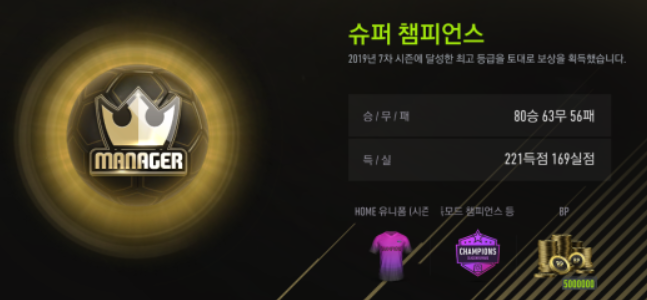 슈퍼 챔피언스
2019년 7차 시즌에 달성한 최고 등급을 토대로 보상을 획득했습니다.
MANAGER
승 / 무 / 패 80승 63무 56패
득 / 실 221득점 169실점
HOME 유니폼 (시즌 모드 챔피언스 등 BP
CHAMPIONS
5000000